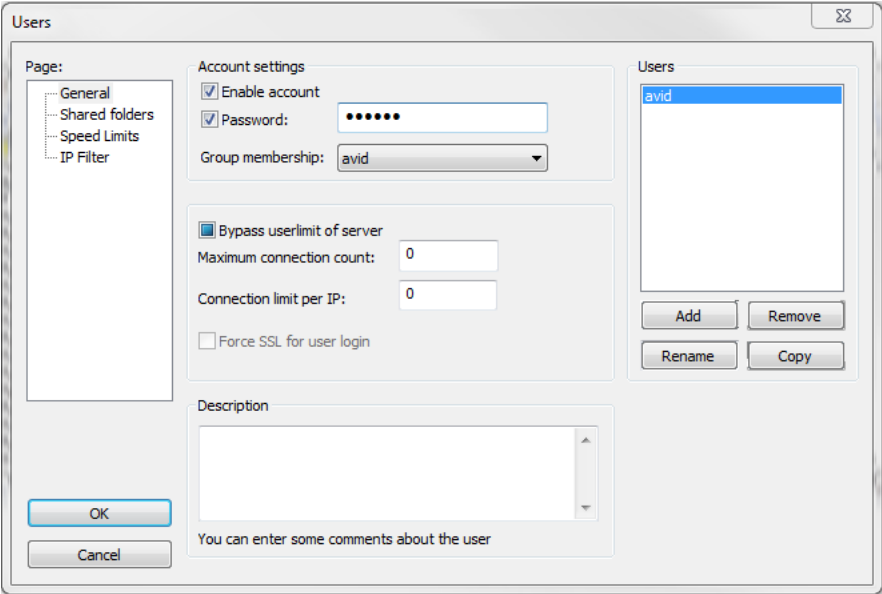 Users
Page:
General
Shared folders
Speed Limits
IP Filter
OK
Cancel
Account settings
Enable account
Password: ••••••
Group membership: avid
Bypass userlimit of server
Maximum connection count: 0
Connection limit per IP: 0
Force SSL for user login
Description
You can enter some comments about the user
Users
avid
Add Remove
Rename Copy